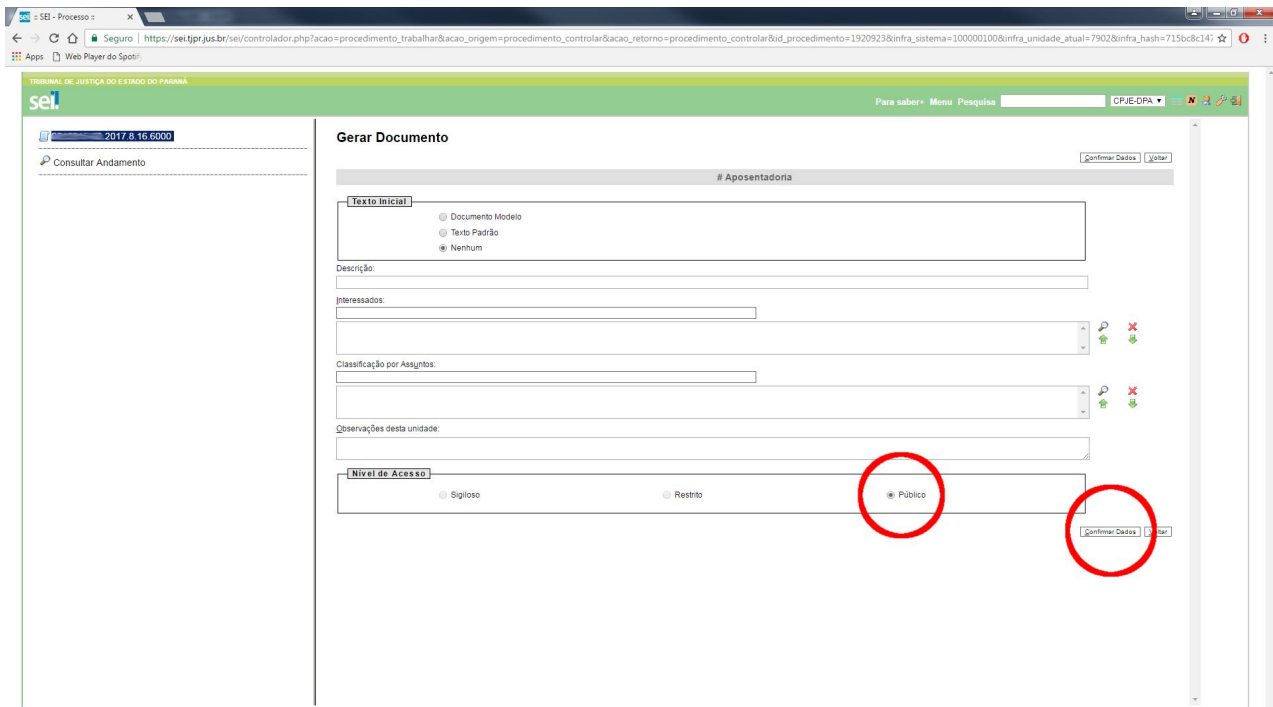 sei : SEI - Processo ::
Seguro | https://sei.tjpr.jus.br/sei/controlador.php?acao=procedimento_trabalhar&acao_origem=procedimento_controlar&acao_retorno=procedimento_controlar&id_procedimento=1920923&infra_sistema=100000100&infra_unidade_atual=7902&infra_hash=715bc8c147
Apps Web Player do Spotif
TRIBUNAL DE JUSTIÇA DO ESTADO DO PARANÁ
sei! Para saber+ Menu Pesquisa CPJE-DPA N
2017.8.16.6000
Consultar Andamento
Gerar Documento
Confirmar Dados Voltar
# Aposentadoria
Texto Inicial
Documento Modelo
Texto Padrão
Nenhum
Descrição:
Interessados:
Classificação por Assuntos:
Observações desta unidade:
Nível de Acesso
Sigiloso Restrito Público
Confirmar Dados Voltar